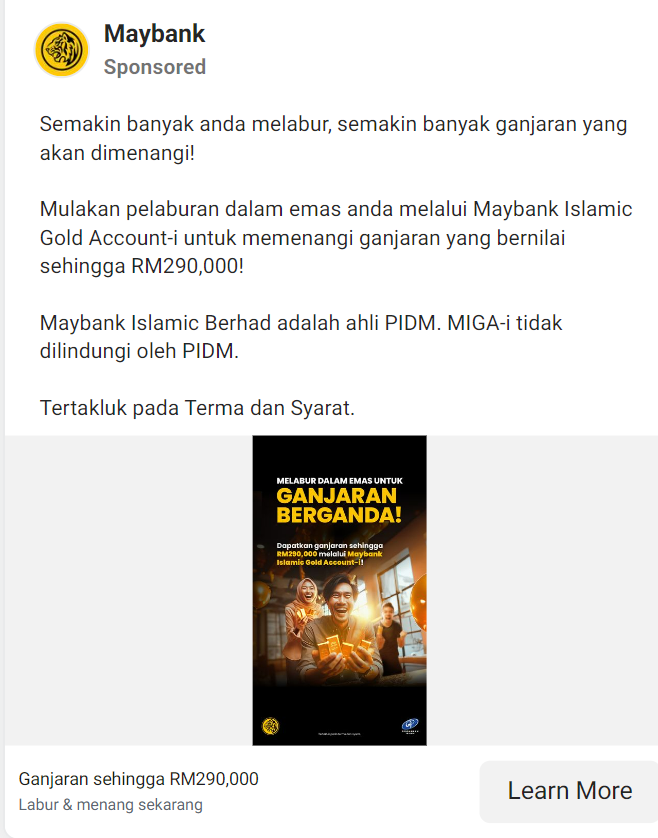 Maybank
Sponsored
Semakin banyak anda melabur, semakin banyak ganjaran yang
akan dimenangi!
Mulakan pelaburan dalam emas anda melalui Maybank Islamic
Gold Account-i untuk memenangi ganjaran yang bernilai
sehingga RM290,000!
Maybank Islamic Berhad adalah ahli PIDM. MIGA-i tidak
dilindungi oleh PIDM.
Tertakluk pada Terma dan Syarat.
MELABUR DALAM EMAS UNTUK
GANJARAN
BERGANDA!
Dapatkan ganjaran sehingga
RM290,000 melalui Maybank
Islamic Gold Account-i!
Ganjaran sehingga RM290,000
Labur & menang sekarang
Learn More